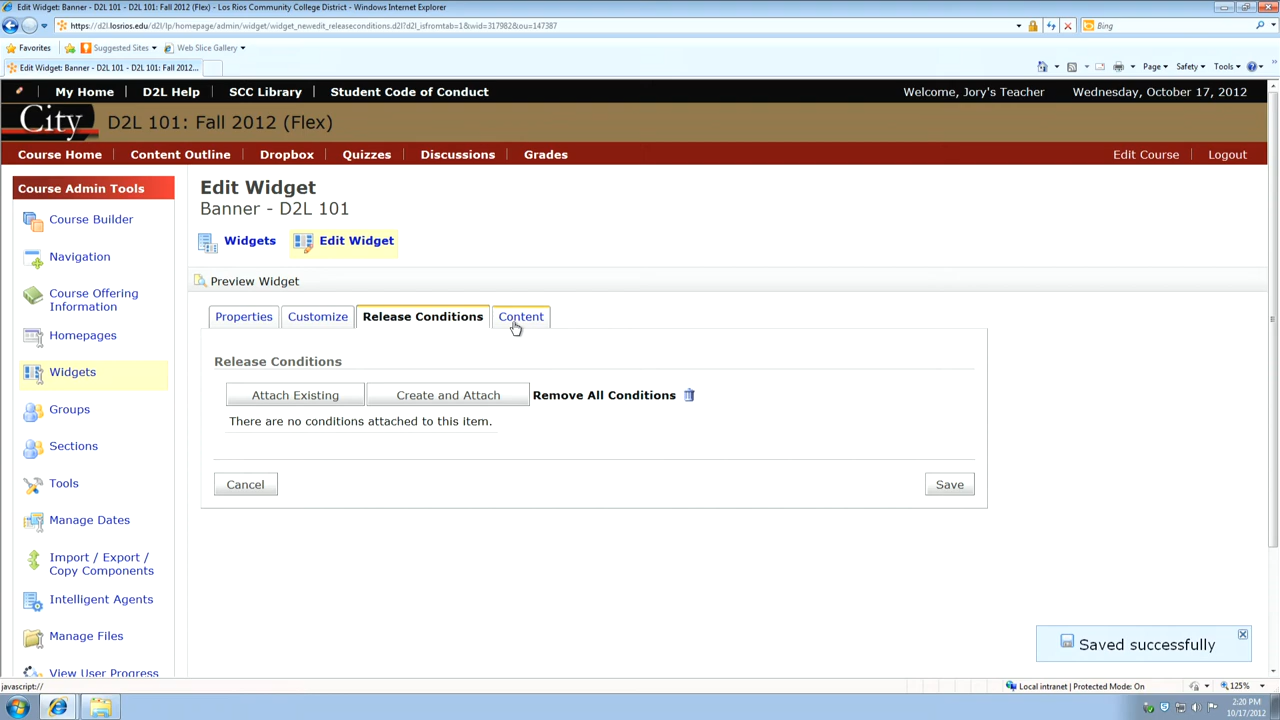 Edit Widget: Banner - D2L 101 - D2L 101: Fall 2012 (Flex) - Los Rios Community College District - Windows Internet Explorer
https://d2l.losrios.edu/d2l/lp/homepage/admin/widget/widget_newedit_releaseconditions.d2l?d2l_isfromtab=1&wid=317982&ou=147387
Bing
Favorites
Suggested Sites
Web Slice Gallery
Edit Widget: Banner - D2L 101 - D2L 101: Fall 2012...
Page
Safety
Tools
My Home
D2L Help
SCC Library
Student Code of Conduct
Welcome, Jory's Teacher
Wednesday, October 17, 2012
City
D2L 101: Fall 2012 (Flex)
Course Home
Content Outline
Dropbox
Quizzes
Discussions
Grades
Edit Course
Logout
Course Admin Tools
Course Builder
Navigation
Course Offering
Information
Homepages
Widgets
Groups
Sections
Tools
Manage Dates
Import / Export /
Copy Components
Intelligent Agents
Manage Files
View User Progress
Edit Widget
Banner - D2L 101
Widgets
Edit Widget
Preview Widget
Properties
Customize
Release Conditions
Content
Release Conditions
Attach Existing
Create and Attach
Remove All Conditions
There are no conditions attached to this item.
Cancel
Save
Saved successfully
javascript://
Local intranet | Protected Mode: On
125%
2:20 PM
10/17/2012